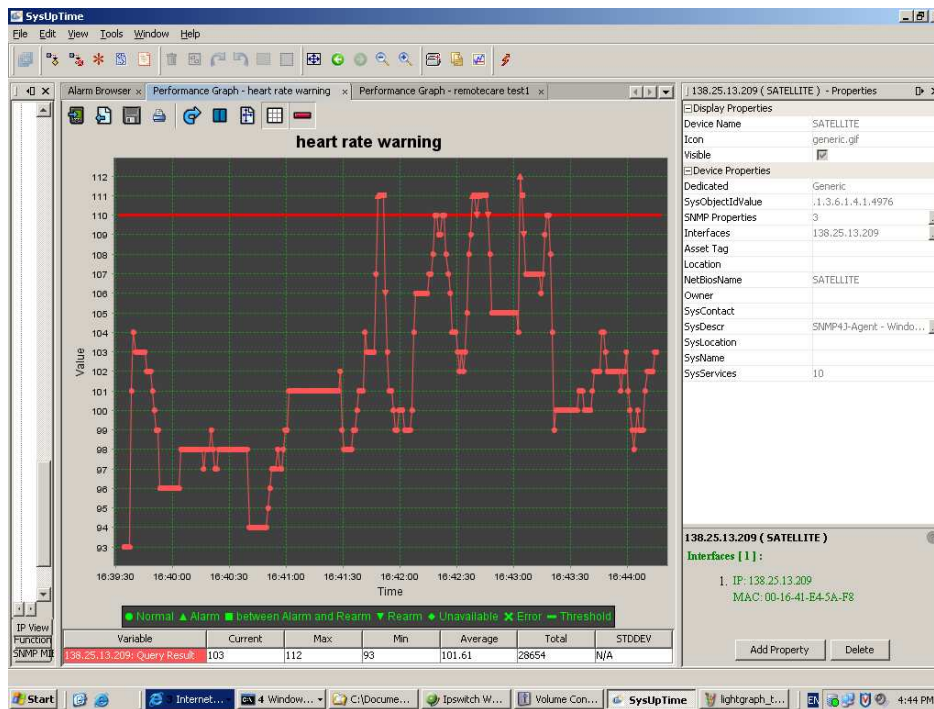 SysUpTime
File Edit View Tools Window Help
Alarm Browser × Performance Graph - heart rate warning × Performance Graph - remotecare test1 ×
heart rate warning
Value
112
111
110
109
108
107
106
105
104
103
102
101
100
99
98
97
96
95
94
93
16:39:30 16:40:00 16:40:30 16:41:00 16:41:30 16:42:00 16:42:30 16:43:00 16:43:30 16:44:00
Time
Normal Alarm between Alarm and Rearm Rearm Unavailable Error Threshold
Variable Current Max Min Average Total STDDEV
138.25.13.209: Query Result 103 112 93 101.61 28654 N/A
IP View
Function
SNMP MI
138.25.13.209 ( SATELLITE ) - Properties
Display Properties
Device Name SATELLITE
Icon generic.gif
Visible
Device Properties
Dedicated Generic
SysObjectIdValue .1.3.6.1.4.1.4976
SNMP Properties 3
Interfaces 138.25.13.209
Asset Tag
Location
NetBiosName SATELLITE
Owner
SysContact
SysDescr SNMP4J-Agent - Windo...
SysLocation
SysName
SysServices 10
138.25.13.209 ( SATELLITE )
Interfaces [ 1 ] :
1. IP: 138.25.13.209
MAC: 00-16-41-E4-5A-F8
Add Property Delete
Start 3 Internet... 4 Window... C:\Docume... Ipswitch W... Volume Con... SysUpTime lightgraph_t... EN 4:44 PM